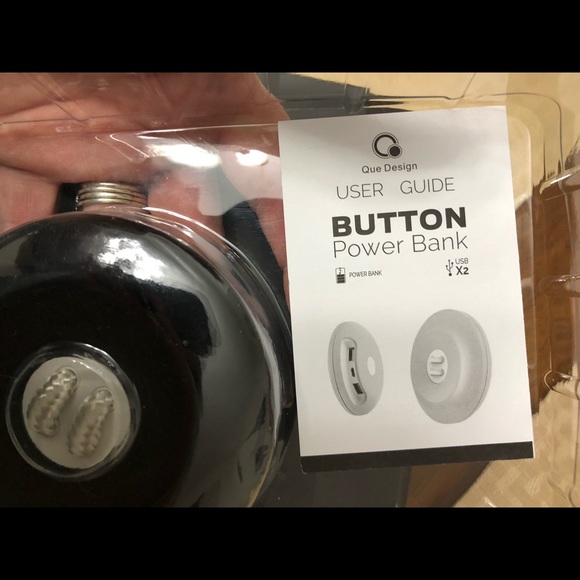 Que Design
USER GUIDE
BUTTON
Power Bank
POWER BANK
USB
X2